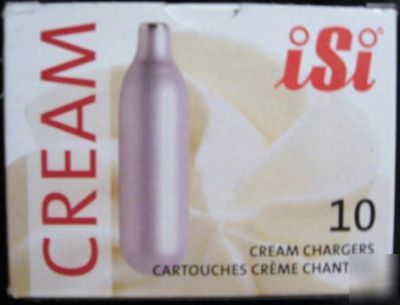 CREAM
iSi®
10
CREAM CHARGERS
CARTOUCHES CRÈME CHANT